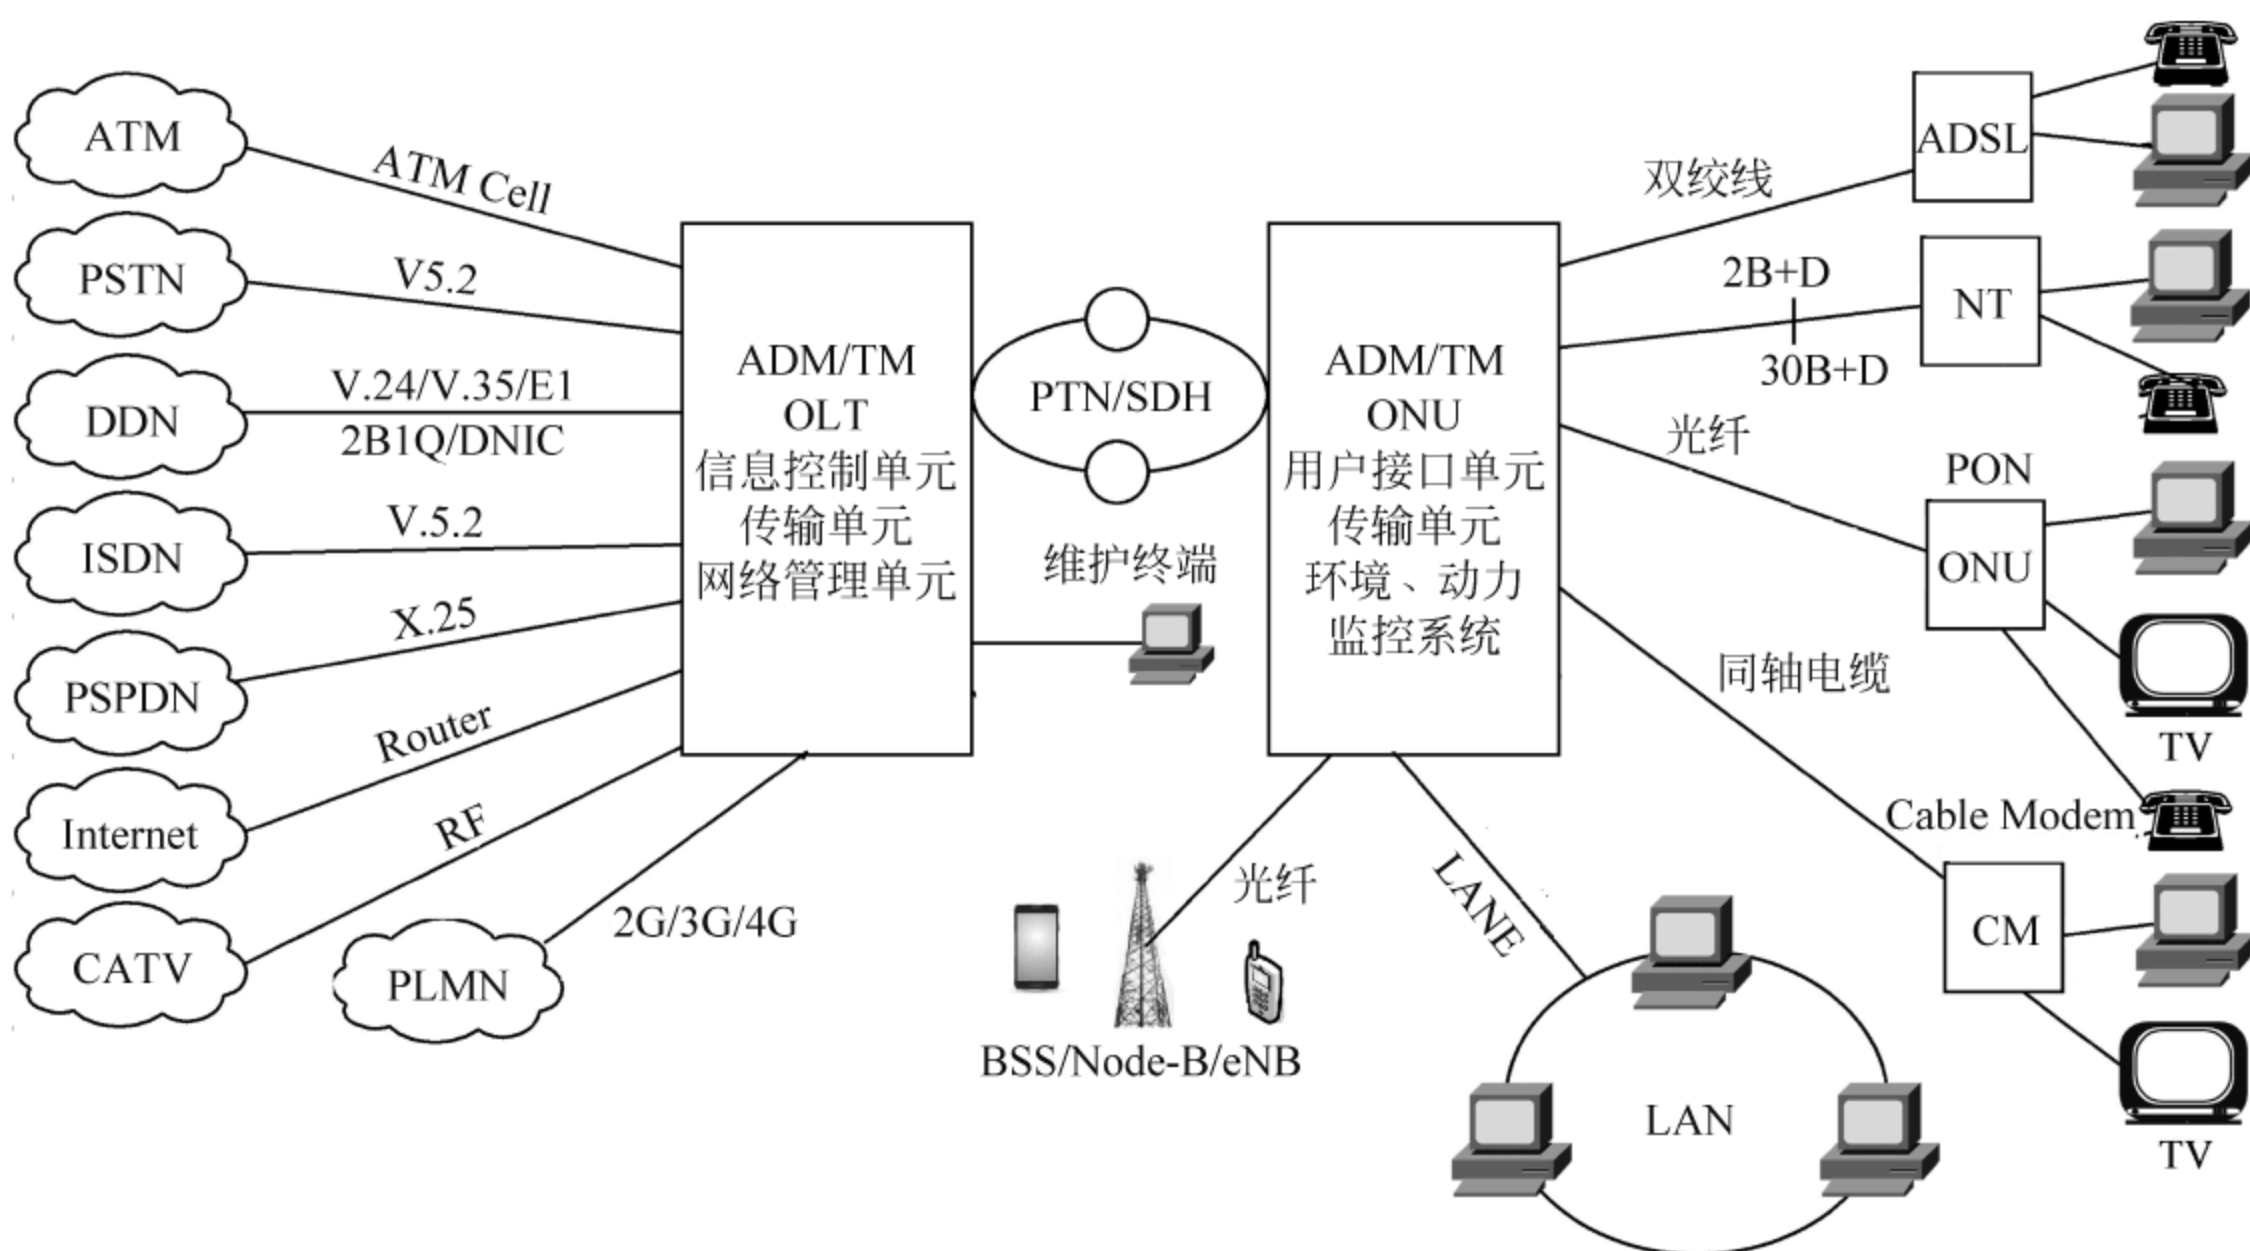 ATM
PSTN
DDN
ISDN
PSPDN
Internet
CATV
PLMN
ATM Cell
V5.2
V.24/V.35/E1
2B1Q/DNIC
V.5.2
X.25
Router
RF
2G/3G/4G
ADM/TM
OLT
信息控制单元
传输单元
网络管理单元
PTN/SDH
维护终端
ADM/TM
ONU
用户接口单元
传输单元
环境、动力
监控系统
双绞线
ADSL
2B+D
30B+D
NT
光纤
PON
ONU
TV
同轴电缆
Cable Modem
CM
TV
光纤
BSS/Node-B/eNB
LANE
LAN